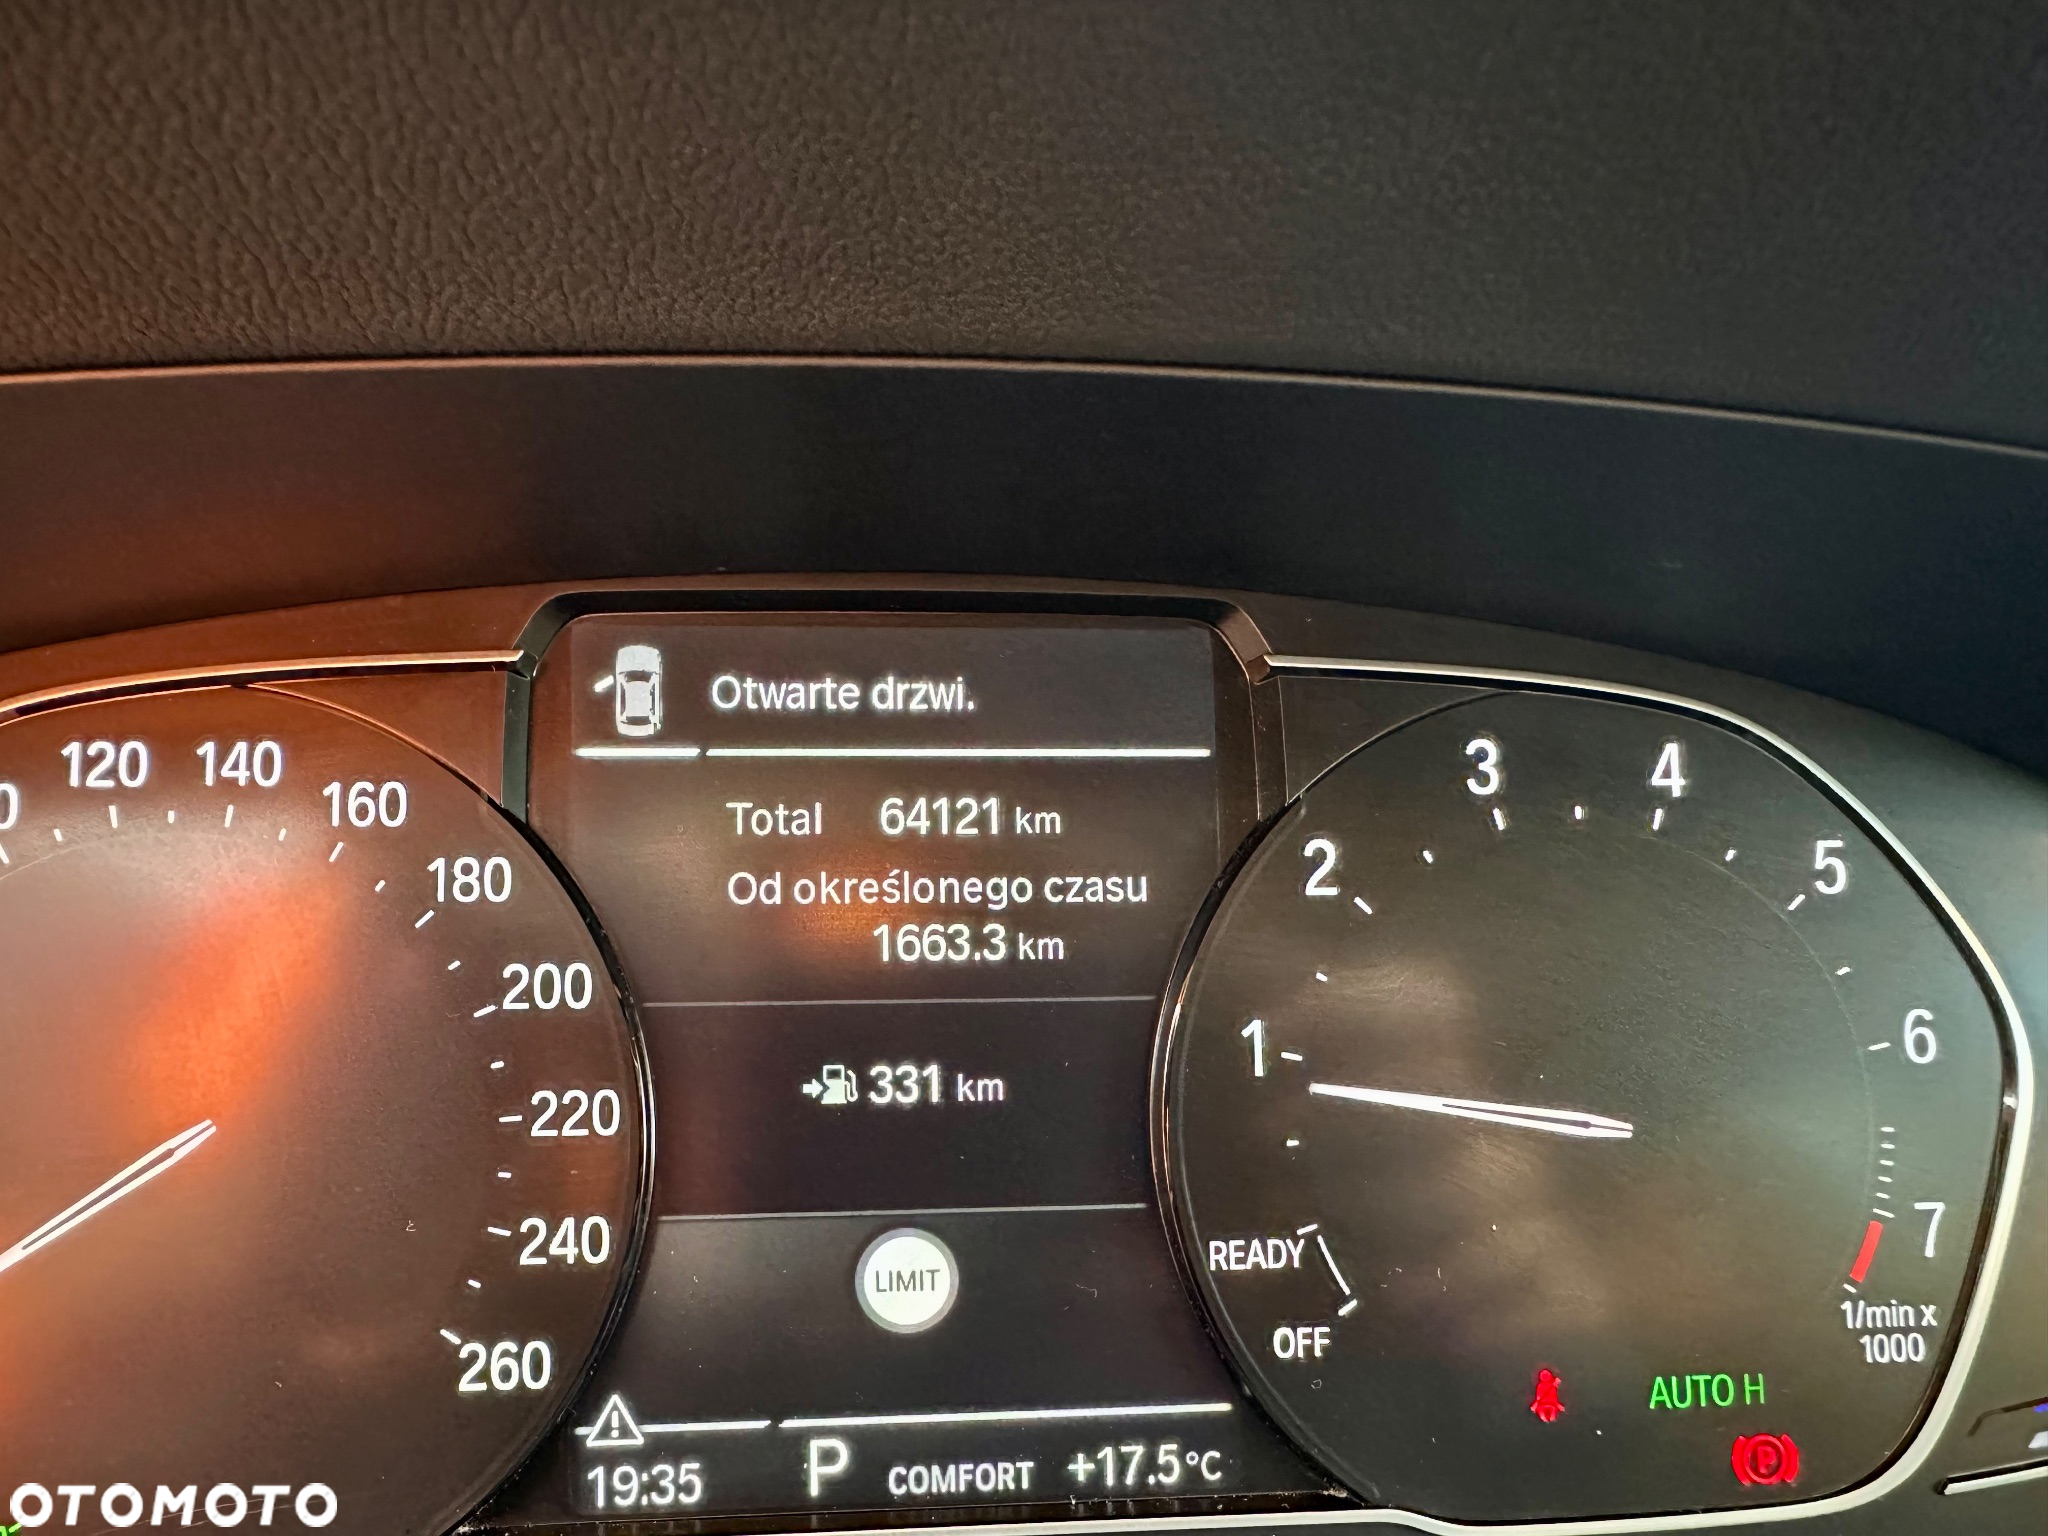 Otwarte drzwi.
Total 64121 km
Od określonego czasu
1663.3 km
331 km
LIMIT
19:35 P COMFORT +17.5°C
120
140
160
180
200
220
240
260
1
2
3
4
5
6
7
1/min x
1000
READY
OFF
AUTO H
P
OTOMOTO